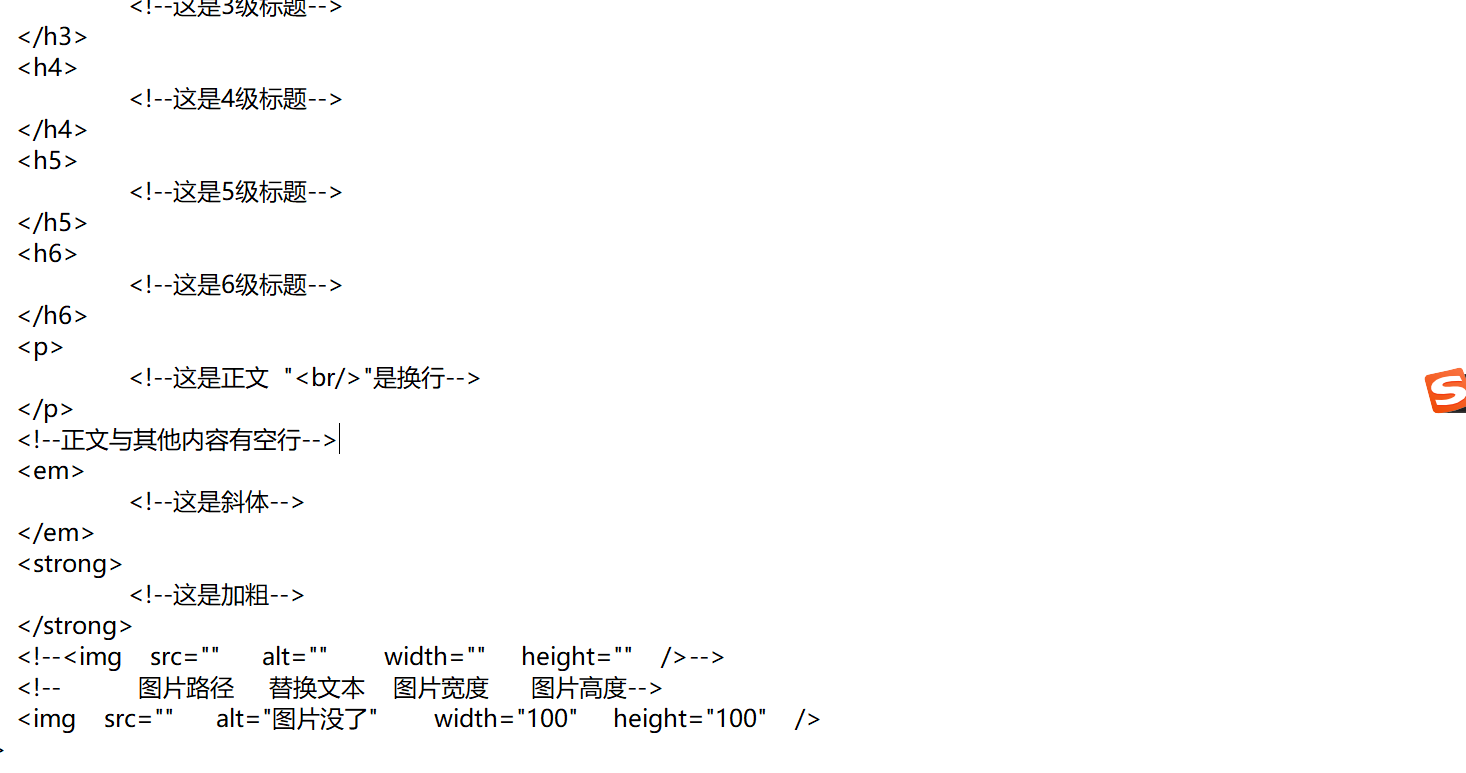 <!--这是3级标题-->
</h3>
<h4>
<!--这是4级标题-->
</h4>
<h5>
<!--这是5级标题-->
</h5>
<h6>
<!--这是6级标题-->
</h6>
<p>
<!--这是正文 "<br/>"是换行-->
</p>
<!--正文与其他内容有空行-->
<em>
<!--这是斜体-->
</em>
<strong>
<!--这是加粗-->
</strong>
<!--<img src="" alt="" width="" height="" />-->
<!-- 图片路径 替换文本 图片宽度 图片高度-->
<img src="" alt="图片没了" width="100" height="100" />
>